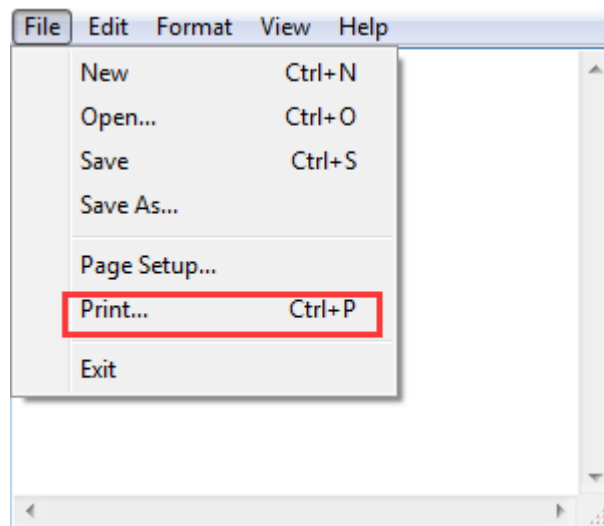 File Edit Format View Help
New Ctrl+N
Open... Ctrl+O
Save Ctrl+S
Save As...
Page Setup...
Print... Ctrl+P
Exit